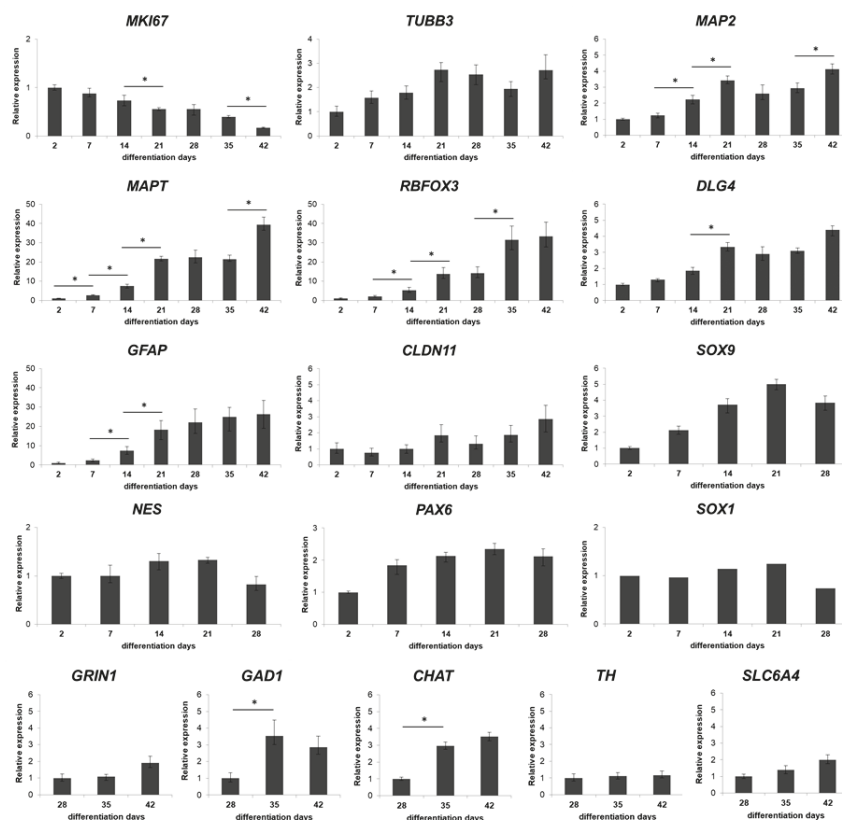 MKI67 TUBB3 MAP2
Relative expression 2 1 0 * *
2 7 14 21 28 35 42
differentiation days
Relative expression 4 3 2 1 0
2 7 14 21 28 35 42
differentiation days
Relative expression 6 5 4 3 2 1 0 * * *
2 7 14 21 28 35 42
differentiation days
MAPT RBFOX3 DLG4
Relative expression 50 40 30 20 10 0 * * * *
2 7 14 21 28 35 42
differentiation days
Relative expression 50 40 30 20 10 0 * * *
2 7 14 21 28 35 42
differentiation days
Relative expression 6 5 4 3 2 1 0 *
2 7 14 21 28 35 42
differentiation days
GFAP CLDN11 SOX9
Relative expression 50 40 30 20 10 0 * *
2 7 14 21 28 35 42
differentiation days
Relative expression 6 5 4 3 2 1 0
2 7 14 21 28 35 42
differentiation days
Relative expression 6 5 4 3 2 1 0
2 7 14 21 28
differentiation days
NES PAX6 SOX1
Relative expression 2 1 0
2 7 14 21 28
differentiation days
Relative expression 3 2 1 0
2 7 14 21 28
differentiation days
Relative expression 2 1 0
2 7 14 21 28
differentiation days
GRIN1 GAD1 CHAT TH SLC6A4
Relative expression 6 5 4 3 2 1 0
28 35 42
differentiation days
Relative expression 6 5 4 3 2 1 0 *
28 35 42
differentiation days
Relative expression 6 5 4 3 2 1 0 *
28 35 42
differentiation days
Relative expression 6 5 4 3 2 1 0
28 35 42
differentiation days
Relative expression 6 5 4 3 2 1 0
28 35 42
differentiation days